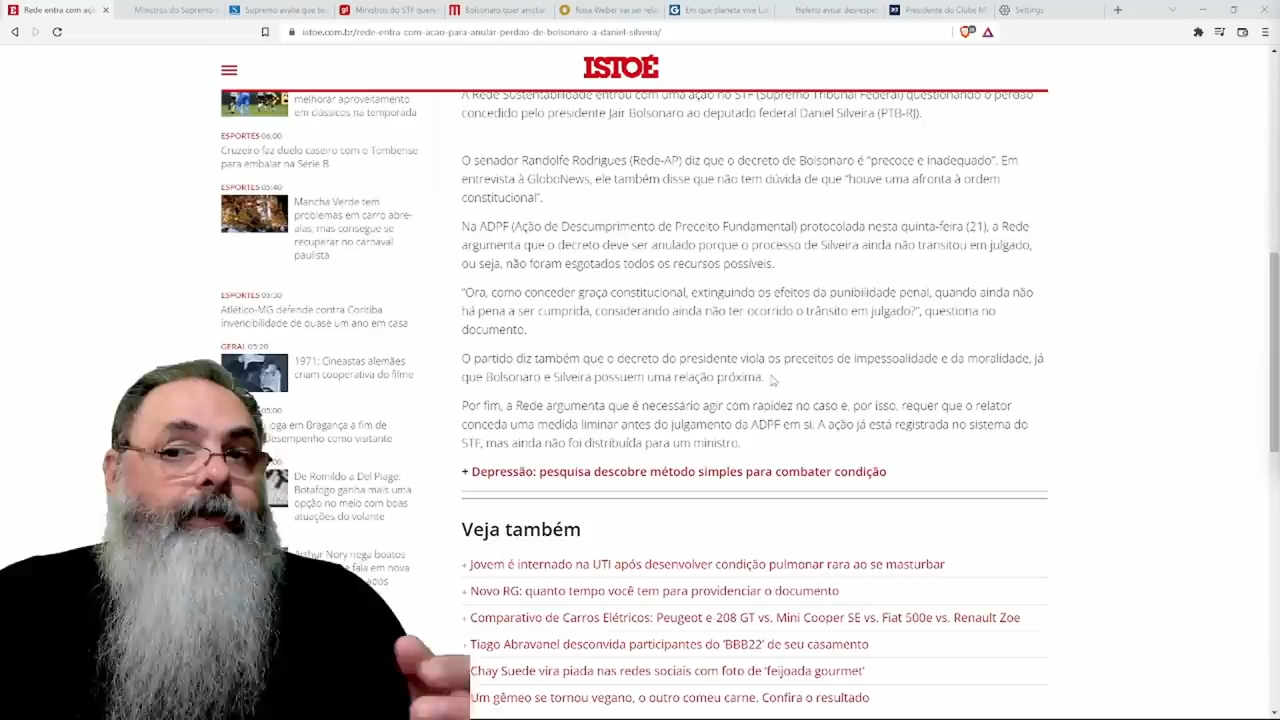 Rede entra com açã
Ministros do Supremo
Supremo avalia que te
Ministros do STF quere
Bolsonaro quer anistiar
Rosa Weber vai ser rela
Em que planeta vive Lu
Heleno avisa: desrespe
Presidente do Clube M
Settings
istoe.com.br/rede-entra-com-acao-para-anular-perdao-de-bolsonaro-a-daniel-silveira/
ISTOÉ
melhorar aproveitamento
em clássicos na temporada
ESPORTES 06:00
Cruzeiro faz duelo caseiro com o Tombense
para embalar na Série B
ESPORTES 05:40
Mancha Verde tem
problemas em carro abre-
alas, mas consegue se
recuperar no carnaval
paulista
ESPORTES 05:30
Atlético-MG defende contra Coritiba
invencibilidade de quase um ano em casa
GERAL 05:20
1971: Cineastas alemães
criam cooperativa do filme
05:00
joga em Bragança a fim de
desempenho como visitante
De Romildo a Del Piage:
Botafogo ganha mais uma
opção no meio com boas
atuações do volante
Arthur Nory nega boatos
e fala em nova
após
A Rede Sustentabilidade entrou com uma ação no STF (Supremo Tribunal Federal) questionando o perdão
concedido pelo presidente Jair Bolsonaro ao deputado federal Daniel Silveira (PTB-RJ).
O senador Randolfe Rodrigues (Rede-AP) diz que o decreto de Bolsonaro é “precoce e inadequado”. Em
entrevista à GloboNews, ele também disse que não tem dúvida de que “houve uma afronta à ordem
constitucional”.
Na ADPF (Ação de Descumprimento de Preceito Fundamental) protocolada nesta quinta-feira (21), a Rede
argumenta que o decreto deve ser anulado porque o processo de Silveira ainda não transitou em julgado,
ou seja, não foram esgotados todos os recursos possíveis.
“Ora, como conceder graça constitucional, extinguindo os efeitos da punibilidade penal, quando ainda não
há pena a ser cumprida, considerando ainda não ter ocorrido o trânsito em julgado?”, questiona no
documento.
O partido diz também que o decreto do presidente viola os preceitos de impessoalidade e da moralidade, já
que Bolsonaro e Silveira possuem uma relação próxima.
Por fim, a Rede argumenta que é necessário agir com rapidez no caso e, por isso, requer que o relator
conceda uma medida liminar antes do julgamento da ADPF em si. A ação já está registrada no sistema do
STF, mas ainda não foi distribuída para um ministro.
+ Depressão: pesquisa descobre método simples para combater condição
Veja também
+ Jovem é internado na UTI após desenvolver condição pulmonar rara ao se masturbar
+ Novo RG: quanto tempo você tem para providenciar o documento
+ Comparativo de Carros Elétricos: Peugeot e-208 GT vs. Mini Cooper SE vs. Fiat 500e vs. Renault Zoe
+ Tiago Abravanel desconvida participantes do ‘BBB22’ de seu casamento
Chay Suede vira piada nas redes sociais com foto de ‘feijoada gourmet’
Um gêmeo se tornou vegano, o outro comeu carne. Confira o resultado